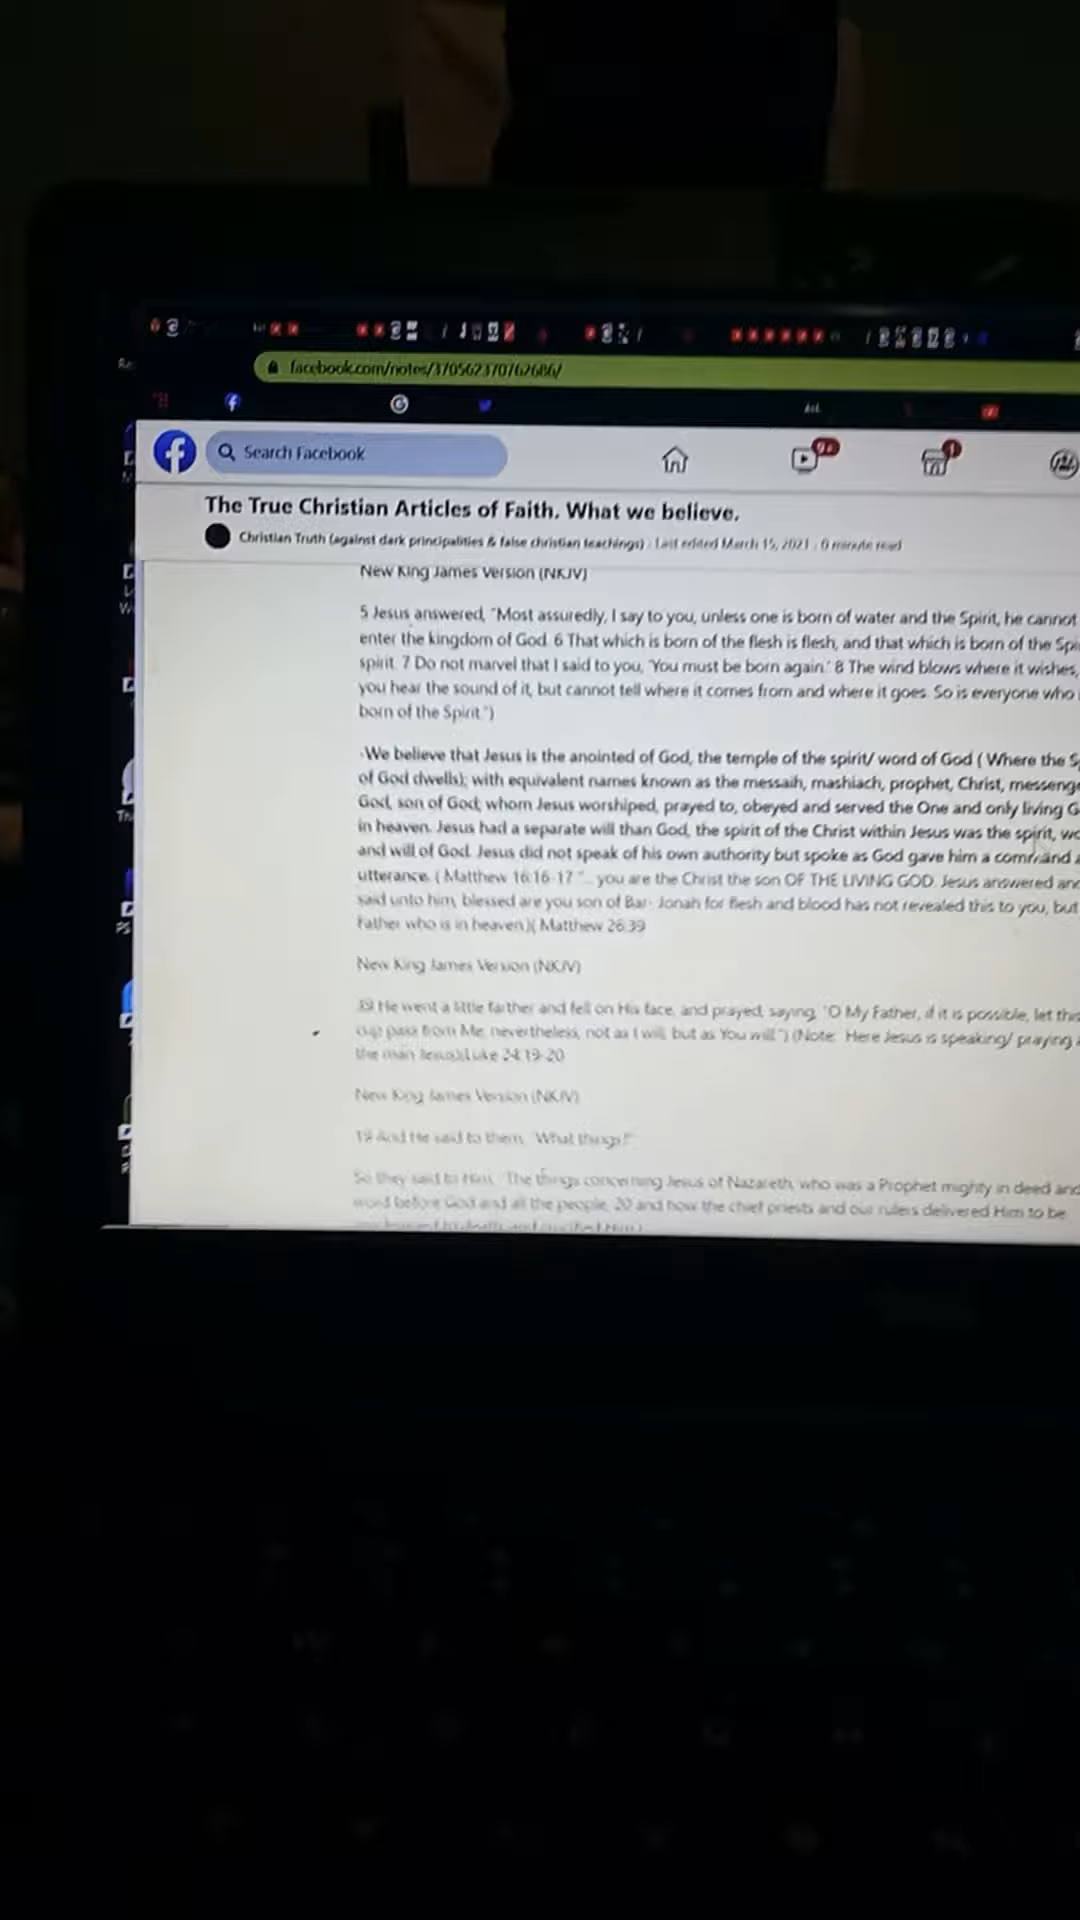 facebook.com/notes/370562370762686/
Search Facebook
9+
1
The True Christian Articles of Faith. What we believe.
Christian Truth (against dark principalities & false christian teachings) · Last edited March 15, 2021 · 6 minute read
New King James Version (NKJV)
5 Jesus answered, "Most assuredly, I say to you, unless one is born of water and the Spirit, he cannot
enter the kingdom of God. 6 That which is born of the flesh is flesh, and that which is born of the Spi
spirit. 7 Do not marvel that I said to you, 'You must be born again.' 8 The wind blows where it wishes,
you hear the sound of it, but cannot tell where it comes from and where it goes. So is everyone who
born of the Spirit.")
-We believe that Jesus is the anointed of God, the temple of the spirit/ word of God ( Where the S
of God dwells); with equivalent names known as the messaih, mashiach, prophet, Christ, messeng
God, son of God; whom Jesus worshiped, prayed to, obeyed and served the One and only living G
in heaven. Jesus had a separate will than God, the spirit of the Christ within Jesus was the spirit, wo
and will of God. Jesus did not speak of his own authority but spoke as God gave him a command a
utterance. ( Matthew 16:16-17 "... you are the Christ the son OF THE LIVING GOD. Jesus answered and
said unto him, blessed are you son of Bar- Jonah for flesh and blood has not revealed this to you, but
Father who is in heaven.)( Matthew 26:39
New King James Version (NKJV)
39 He went a little farther and fell on His face, and prayed, saying, "O My Father, if it is possible, let this
cup pass from Me; nevertheless, not as I will, but as You will.") (Note: Here Jesus is speaking/ praying
the man Jesus)(Luke 24:19-20
New King James Version (NKJV)
19 And He said to them, "What things?"
So they said to Him, "The things concerning Jesus of Nazareth, who was a Prophet mighty in deed and
word before God and all the people, 20 and how the chief priests and our rulers delivered Him to be